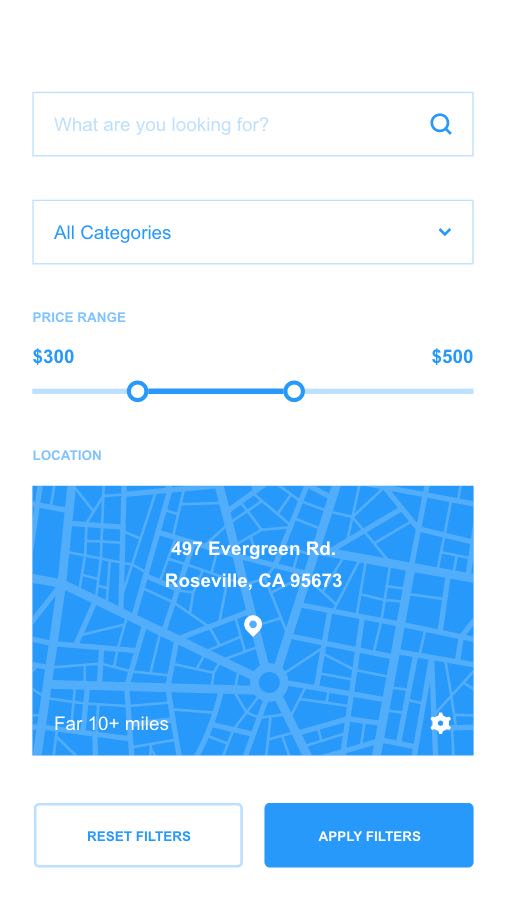 What are you looking for?
All Categories
PRICE RANGE
$300 $500
LOCATION
497 Evergreen Rd.
Roseville, CA 95673
Far 10+ miles
RESET FILTERS APPLY FILTERS